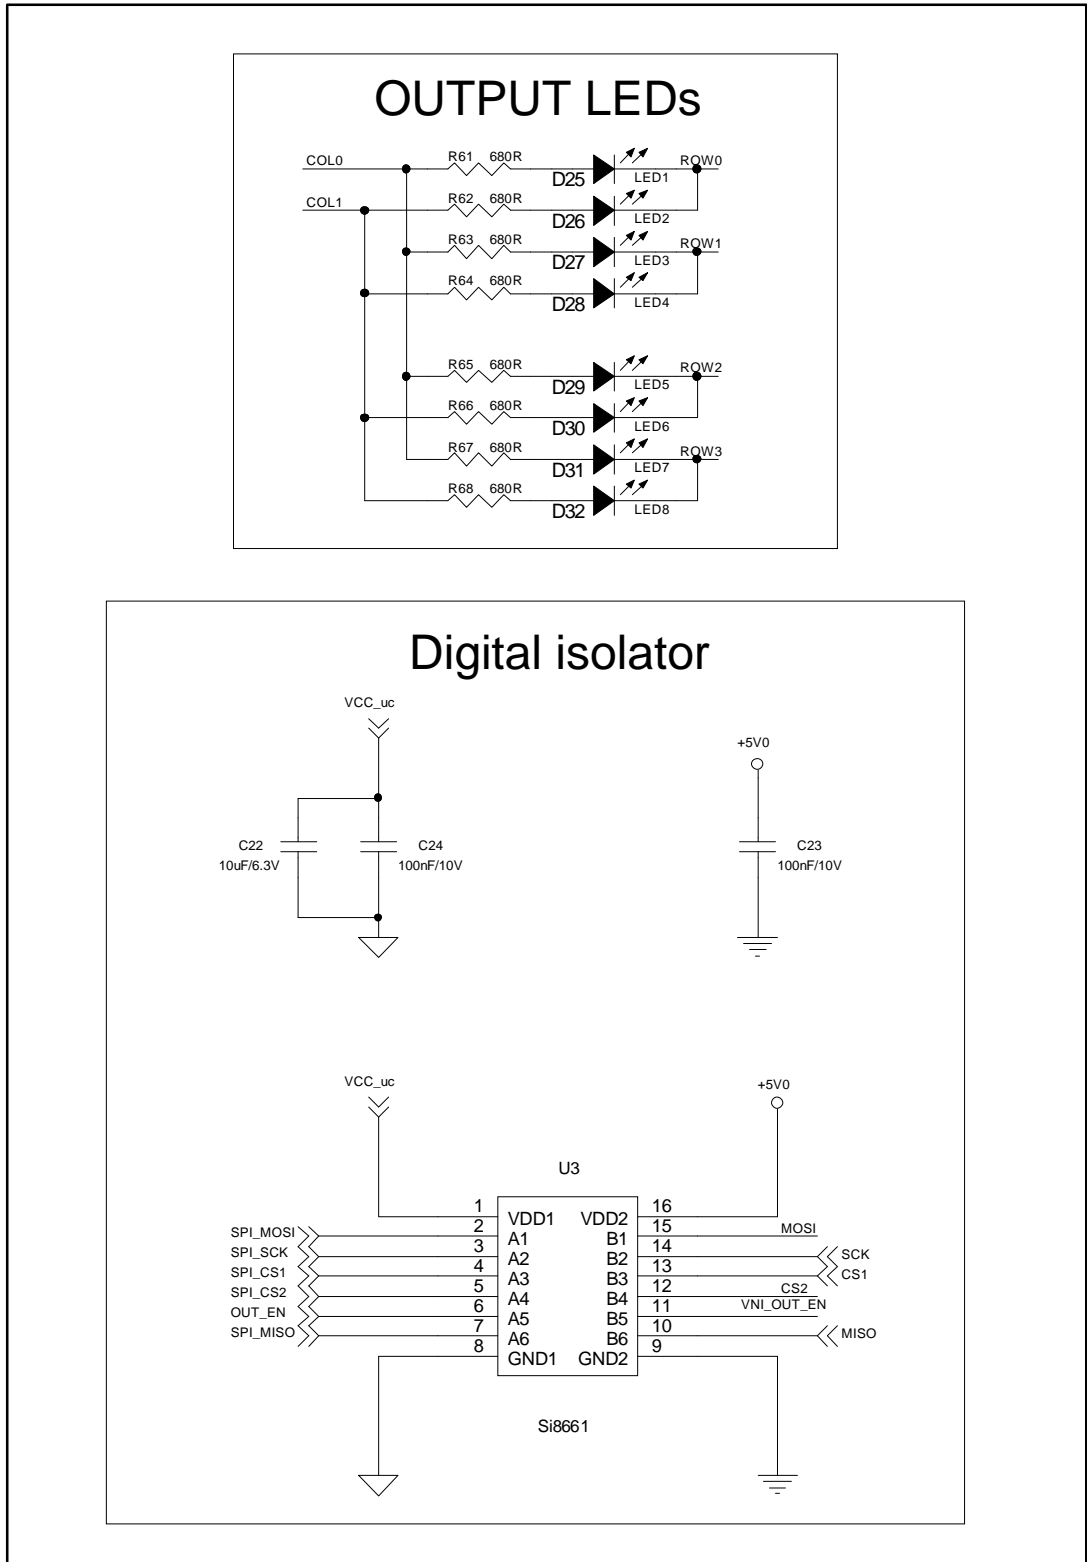 OUTPUT LEDs
COL0 R61 680R D25 LED1 ROW0
COL1 R62 680R D26 LED2
R63 680R D27 LED3 ROW1
R64 680R D28 LED4
R65 680R D29 LED5 ROW2
R66 680R D30 LED6
R67 680R D31 LED7 ROW3
R68 680R D32 LED8
Digital isolator
VCC_uc
+5V0
C22 C24 C23
10uF/6.3V 100nF/10V 100nF/10V
VCC_uc +5V0
U3
1 VDD1 VDD2 16
SPI_MOSI 2 A1 B1 15 MOSI
SPI_SCK 3 A2 B2 14 SCK
SPI_CS1 4 A3 B3 13 CS1
SPI_CS2 5 A4 B4 12 CS2
OUT_EN 6 A5 B5 11 VNI_OUT_EN
SPI_MISO 7 A6 B6 10 MISO
8 GND1 GND2 9
Si8661